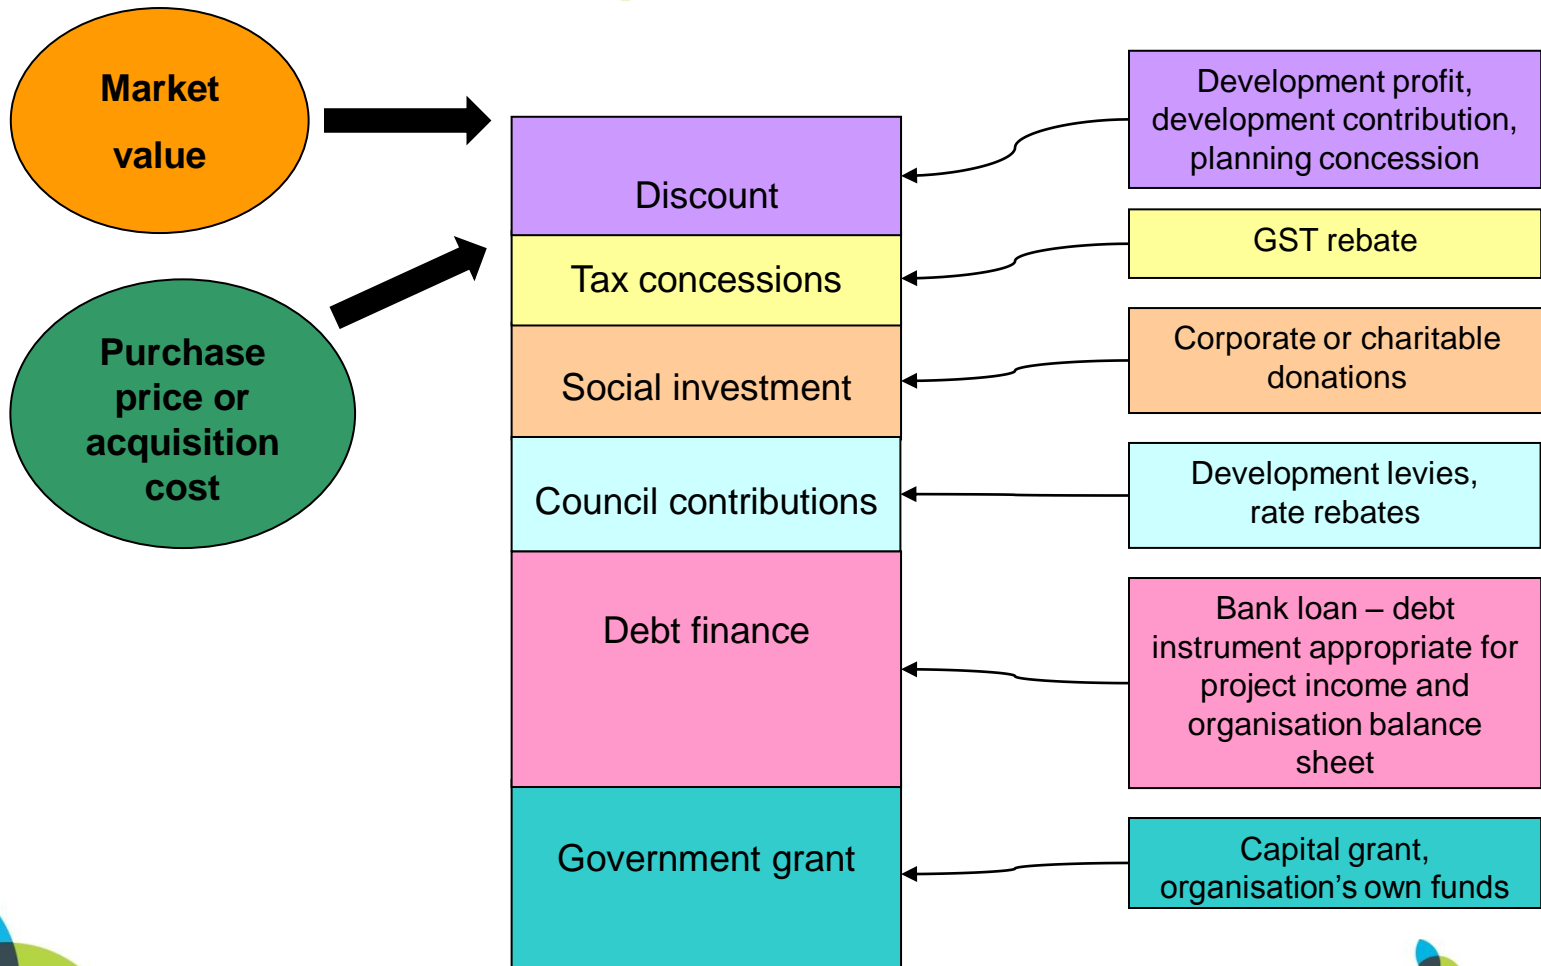 Market
value
Purchase
price or
acquisition
cost
Discount
Tax concessions
Social investment
Council contributions
Debt finance
Government grant
Development profit,
development contribution,
planning concession
GST rebate
Corporate or charitable
donations
Development levies,
rate rebates
Bank loan – debt
instrument appropriate for
project income and
organisation balance
sheet
Capital grant,
organisation’s own funds